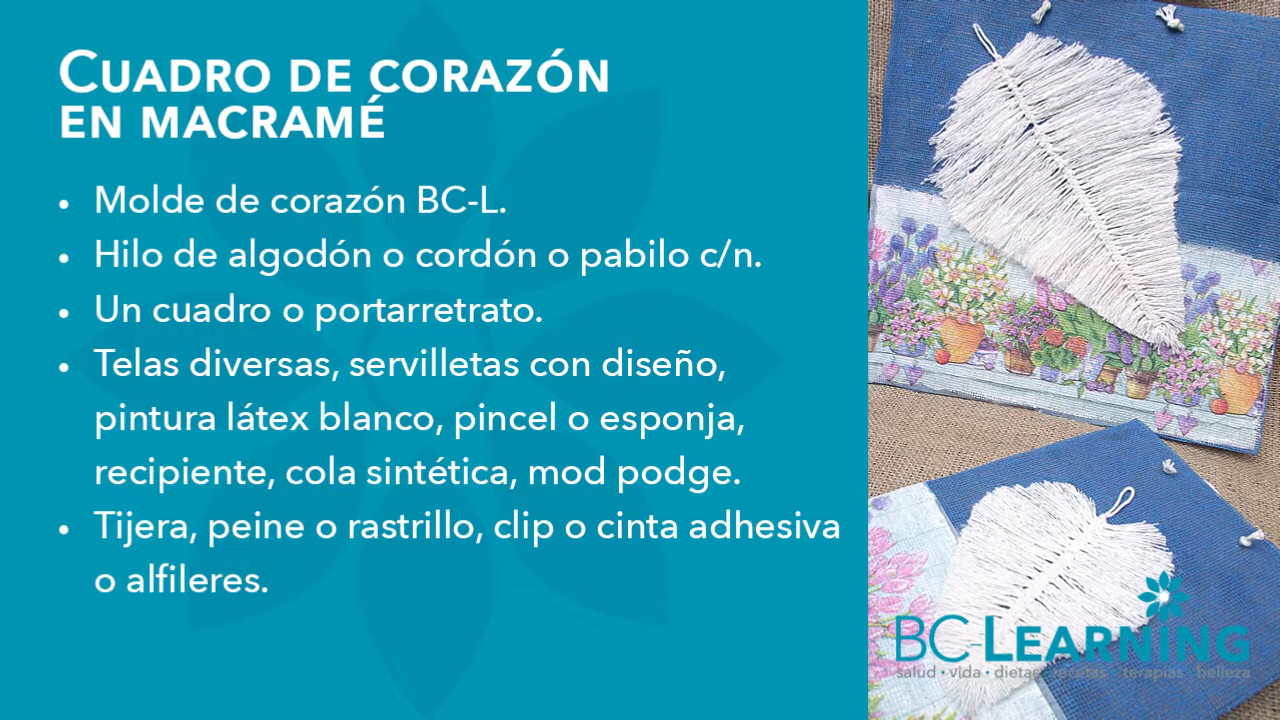 CUADRO DE CORAZÓN
EN MACRAMÉ
• Molde de corazón BC-L.
• Hilo de algodón o cordón o pabilo c/n.
• Un cuadro o portarretrato.
• Telas diversas, servilletas con diseño,
pintura látex blanco, pincel o esponja,
recipiente, cola sintética, mod podge.
• Tijera, peine o rastrillo, clip o cinta adhesiva
o alfileres.
BC-LEARNING
salud • vida • dietas • recetas • terapias • belleza